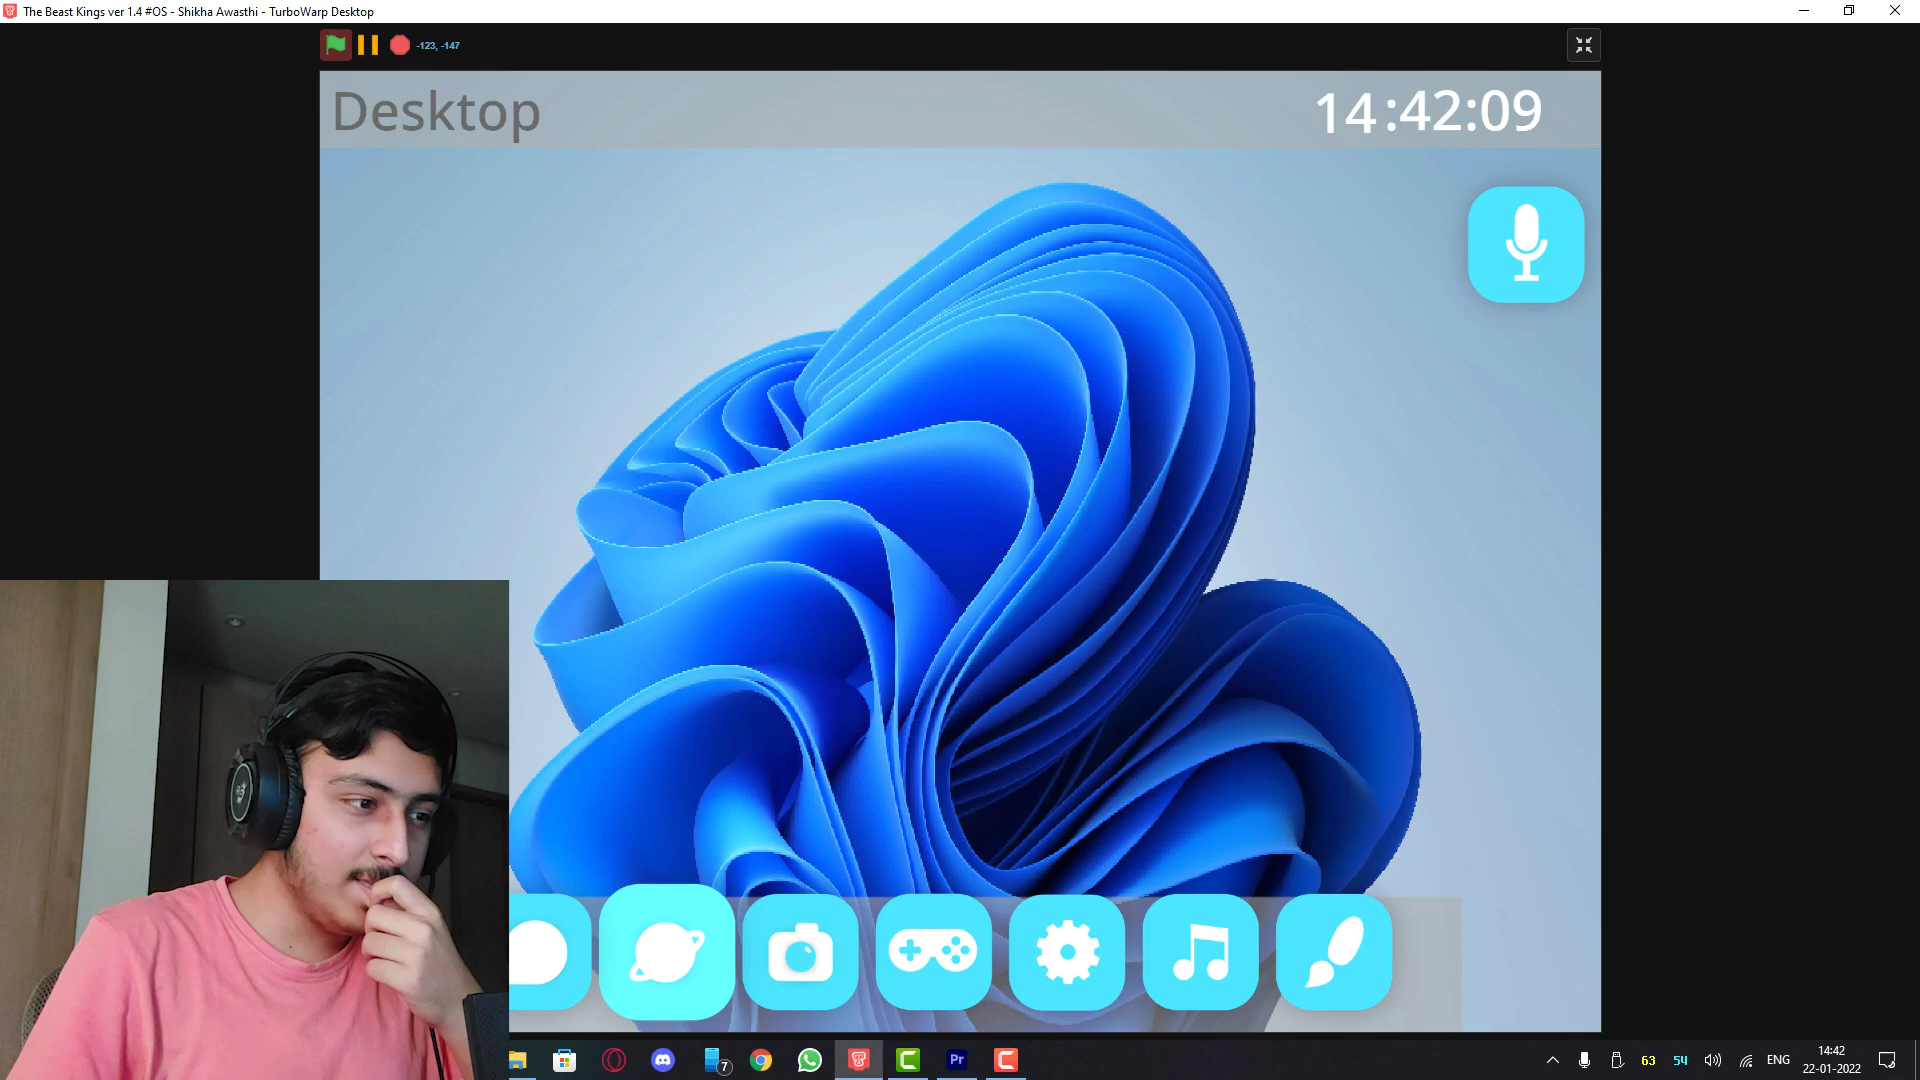 The Beast Kings ver 1.4 #OS - Shikha Awasthi - TurboWarp Desktop
-123, -147
Desktop
14:42:09
7
Pr
63
54
ENG
14:42
22-01-2022